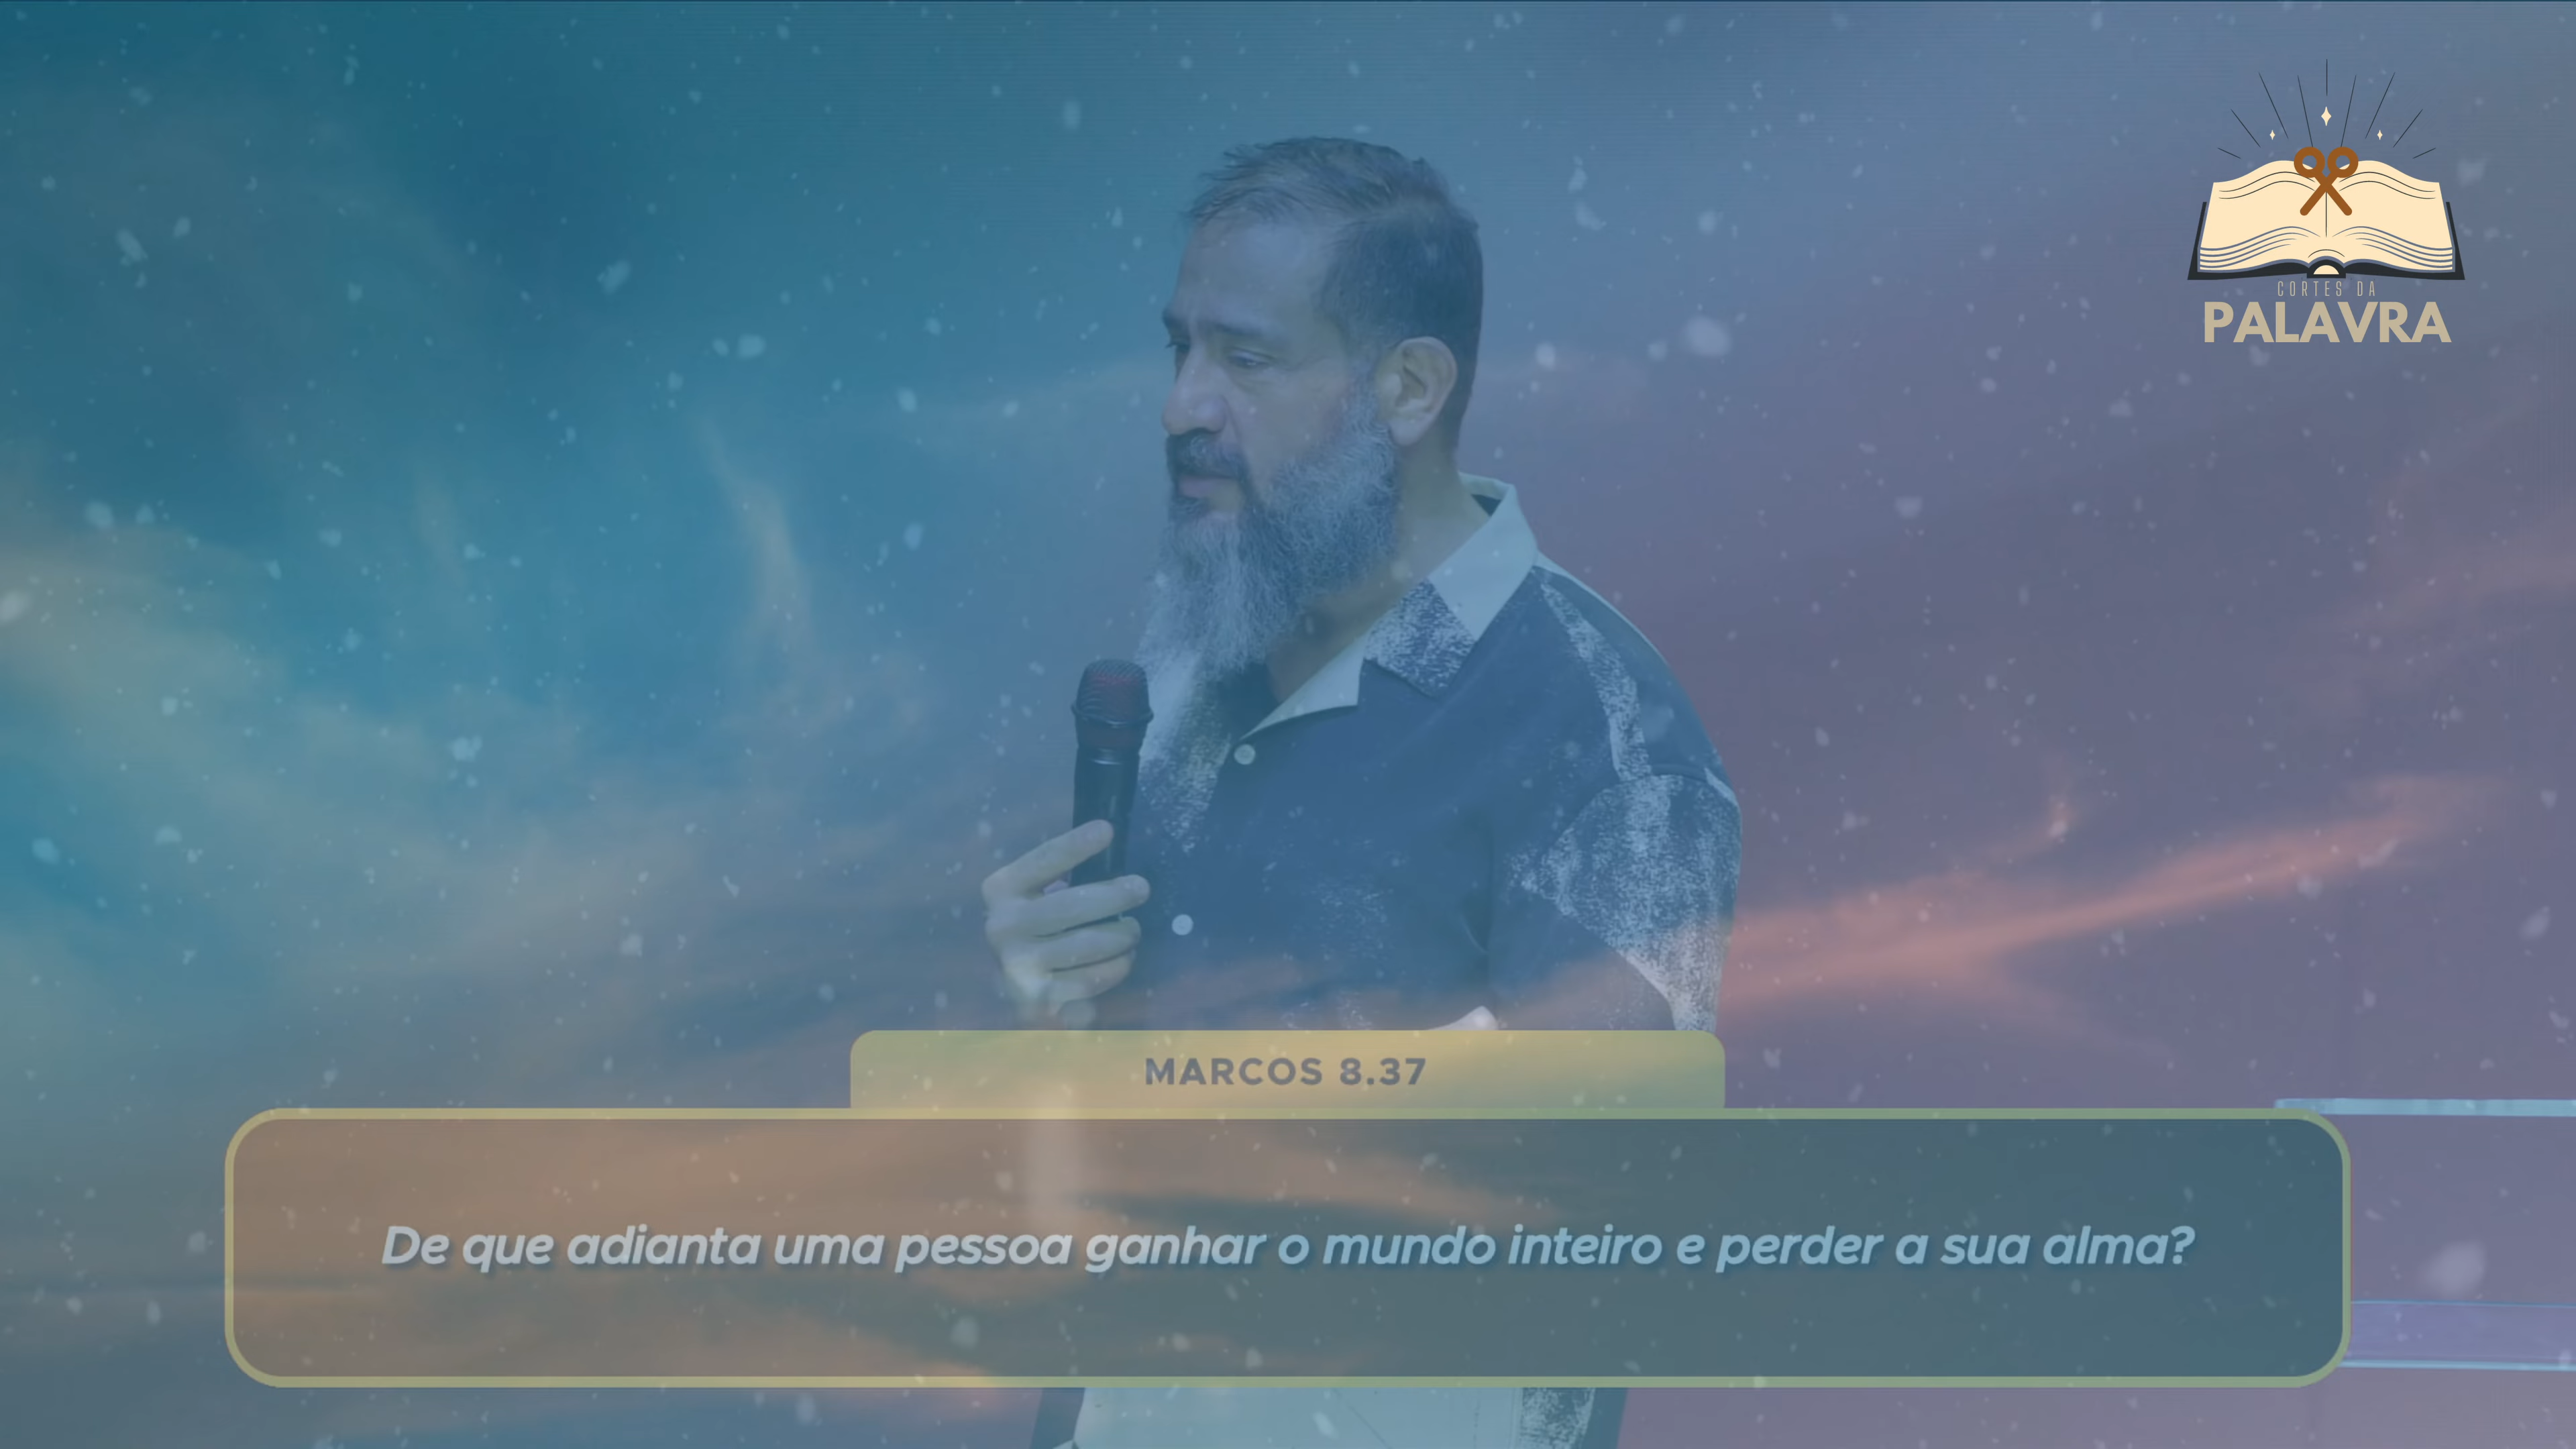 CORTES DA
PALAVRA
MARCOS 8.37
De que adianta uma pessoa ganhar o mundo inteiro e perder a sua alma?